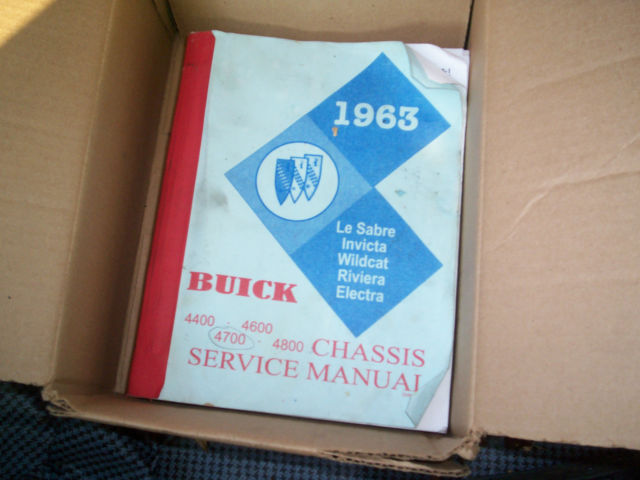 1963
Le Sabre
Invicta
Wildcat
Riviera
Electra
BUICK
4400 4600
4700 4800 CHASSIS
SERVICE MANUAL